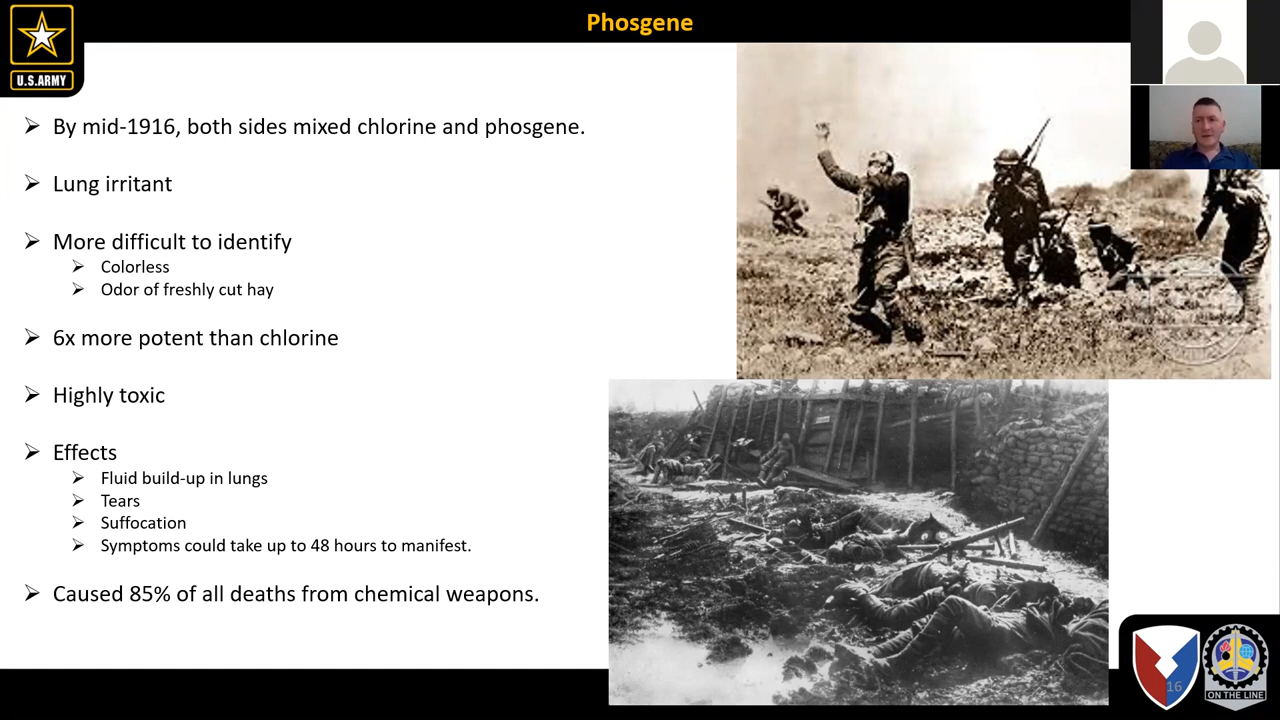 Phosgene
U.S.ARMY
By mid-1916, both sides mixed chlorine and phosgene.
Lung irritant
More difficult to identify
Colorless
Odor of freshly cut hay
6x more potent than chlorine
Highly toxic
Effects
Fluid build-up in lungs
Tears
Suffocation
Symptoms could take up to 48 hours to manifest.
Caused 85% of all deaths from chemical weapons.
16
ON THE LINE